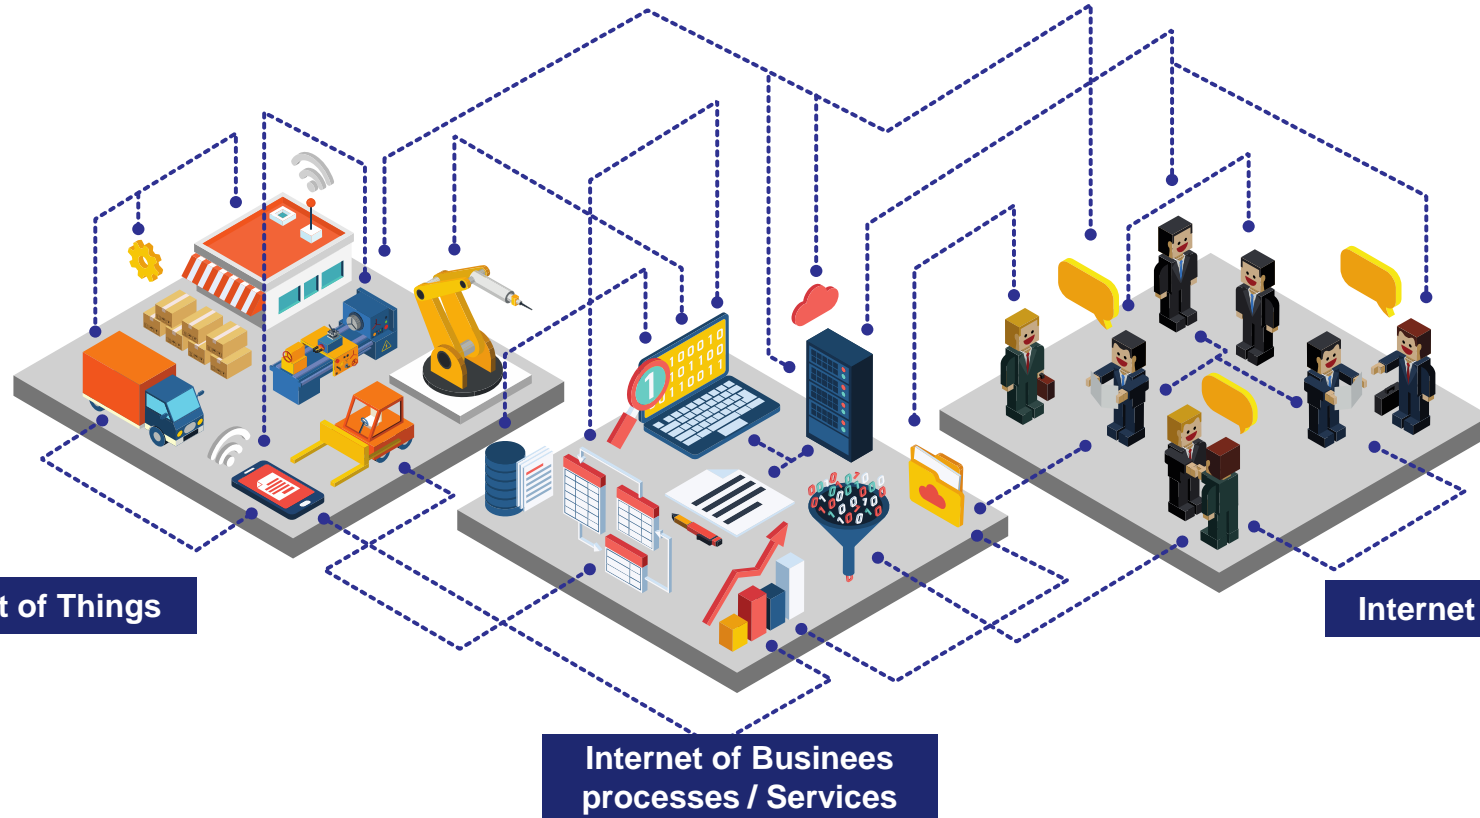 t of Things
Internet
Internet of Businees
processes / Services